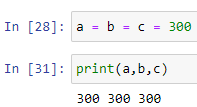 In [28]: a = b = c = 300
In [31]: print(a,b,c)
300 300 300